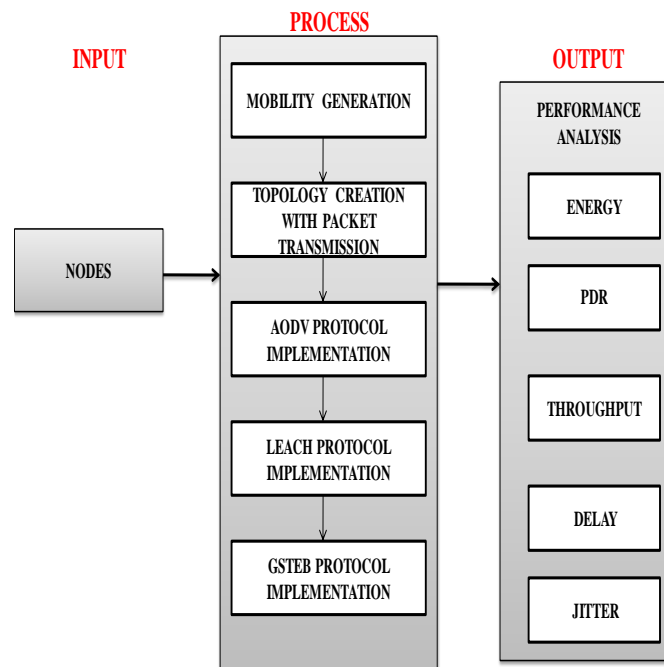 INPUT
NODES
PROCESS
MOBILITY GENERATION
TOPOLOGY CREATION
WITH PACKET
TRANSMISSION
AODV PROTOCOL
IMPLEMENTATION
LEACH PROTOCOL
IMPLEMENTATION
GSTEB PROTOCOL
IMPLEMENTATION
OUTPUT
PERFORMANCE
ANALYSIS
ENERGY
PDR
THROUGHPUT
DELAY
JITTER